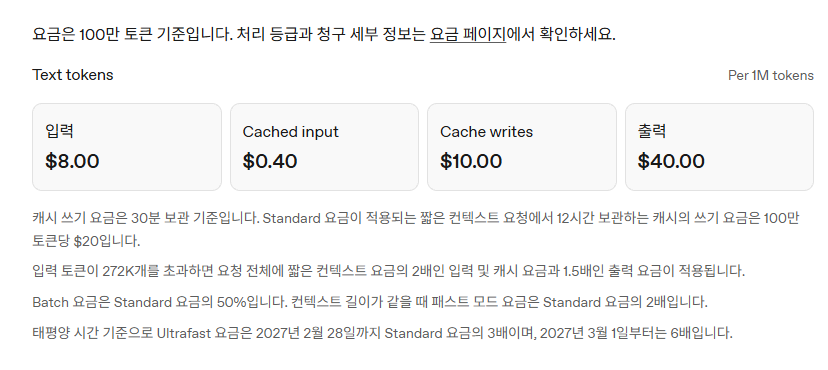 요금은 100만 토큰 기준입니다. 처리 등급과 청구 세부 정보는 요금 페이지에서 확인하세요.
Text tokens
Per 1M tokens
입력
$8.00
Cached input
$0.40
Cache writes
$10.00
출력
$40.00
캐시 쓰기 요금은 30분 보관 기준입니다. Standard 요금이 적용되는 짧은 컨텍스트 요청에서 12시간 보관하는 캐시의 쓰기 요금은 100만
토큰당 $20입니다.
입력 토큰이 272K개를 초과하면 요청 전체에 짧은 컨텍스트 요금의 2배인 입력 및 캐시 요금과 1.5배인 출력 요금이 적용됩니다.
Batch 요금은 Standard 요금의 50%입니다. 컨텍스트 길이가 같을 때 패스트 모드 요금은 Standard 요금의 2배입니다.
태평양 시간 기준으로 Ultrafast 요금은 2027년 2월 28일까지 Standard 요금의 3배이며, 2027년 3월 1일부터는 6배입니다.